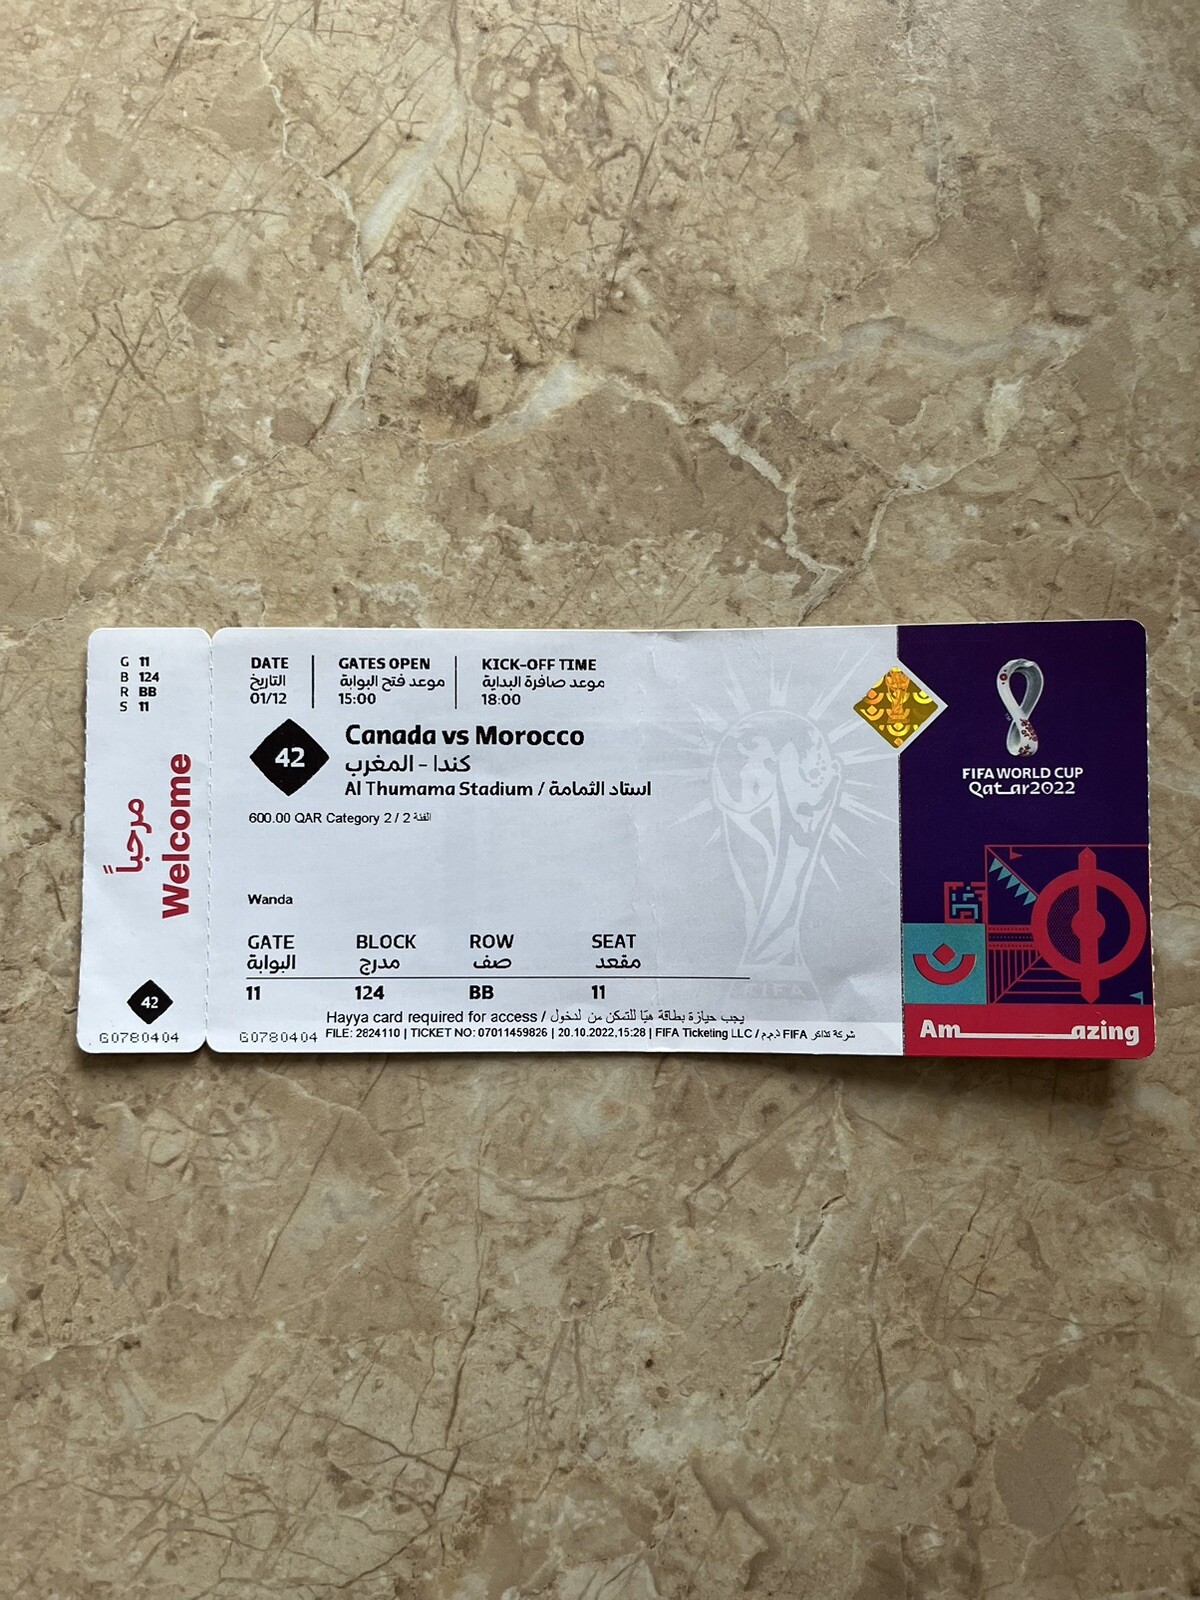 G 11
B 124
R BB
S 11
مرحباً
Welcome
42
G0780404
DATE
التاريخ
01/12
GATES OPEN
موعد فتح البوابة
15:00
KICK-OFF TIME
موعد صافرة البداية
18:00
42
Canada vs Morocco
كندا - المغرب
Al Thumama Stadium / استاد الثمامة
600.00 QAR Category 2 / 2 الفئة
Wanda
GATE BLOCK ROW SEAT
البوابة مدرج صف مقعد
11 124 BB 11
Hayya card required for access / يجب حيازة بطاقة هيّا للتمكن من الدخول
G0780404 FILE: 2824110 | TICKET NO: 07011459826 | 20.10.2022,15:28 | FIFA Ticketing LLC / ذ.م.م FIFA شركة تذاكر
FIFA
FIFA WORLD CUP
Qatar2022
Am azing